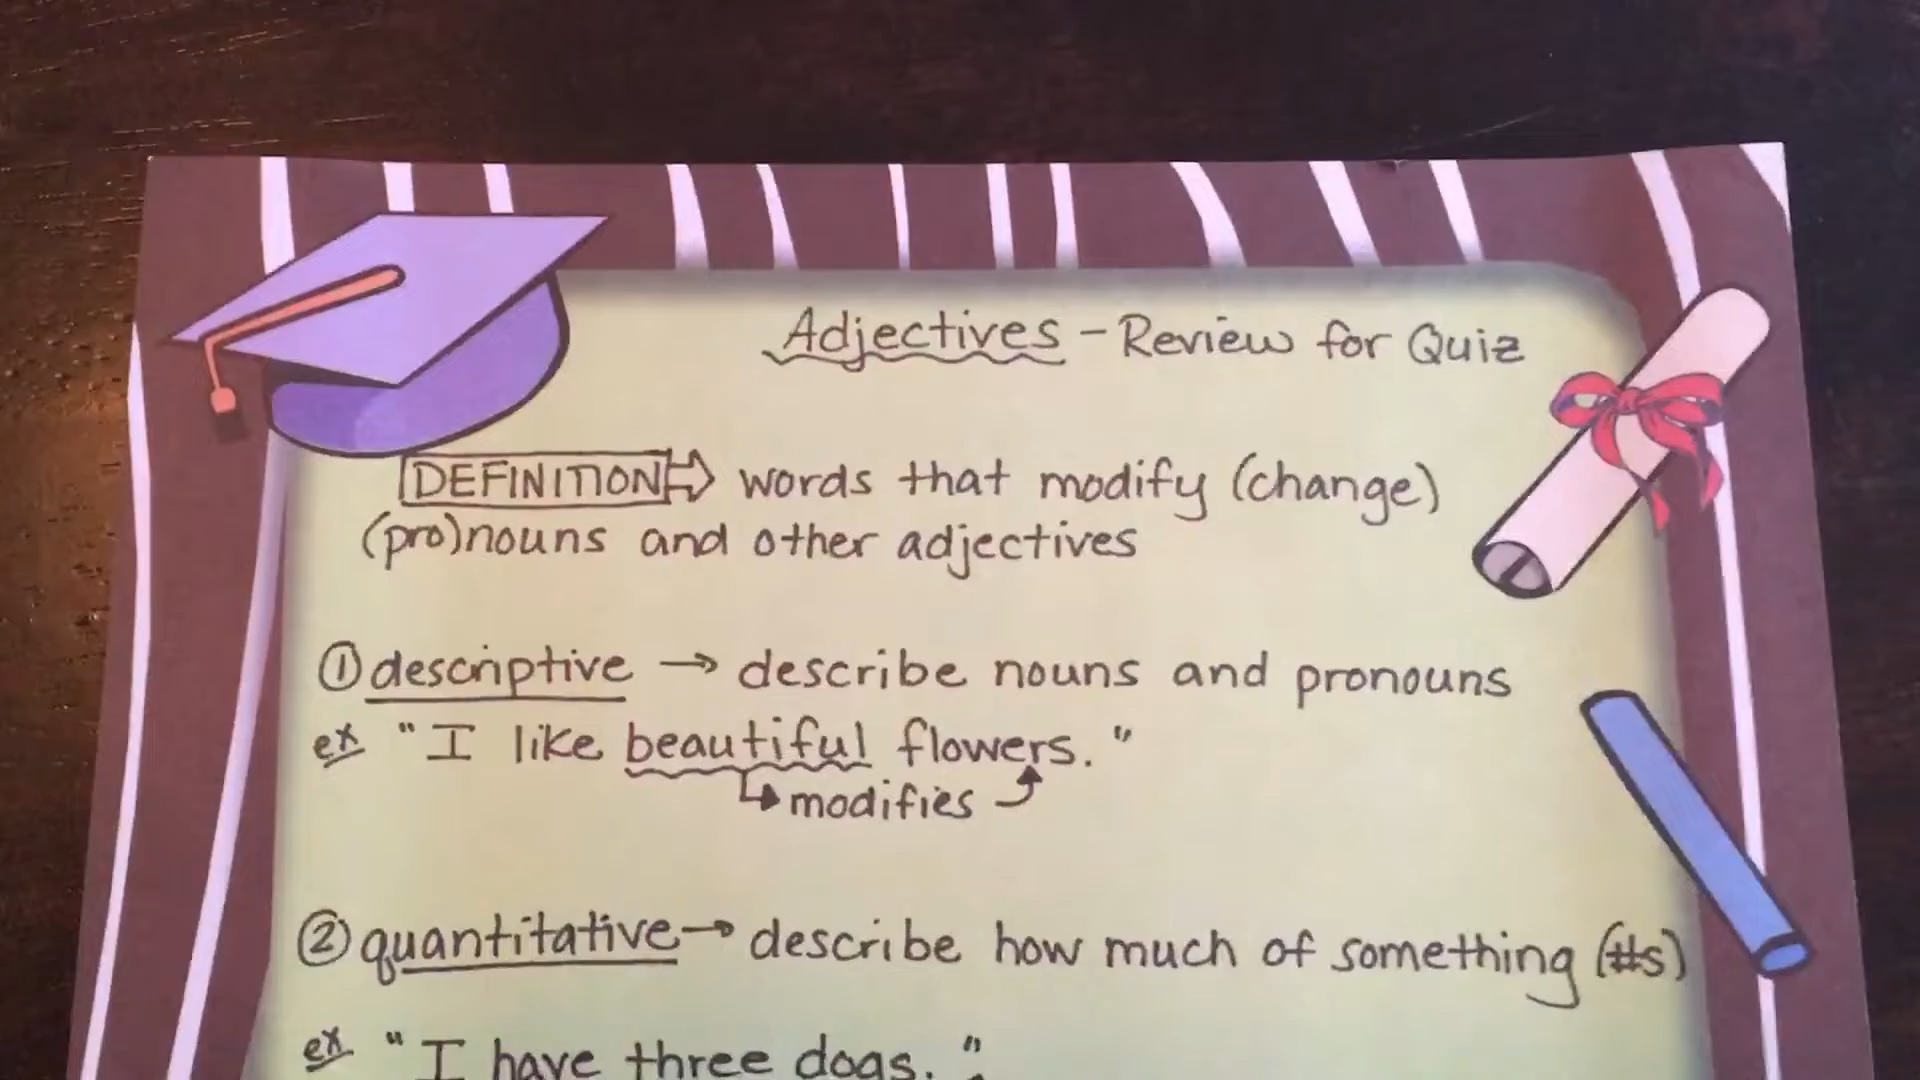 Adjectives - Review for Quiz
DEFINITION words that modify (change)
(pro)nouns and other adjectives
① descriptive → describe nouns and pronouns
ex "I like beautiful flowers."
modifies
② quantitative → describe how much of something (#s)
ex "I have three dogs."